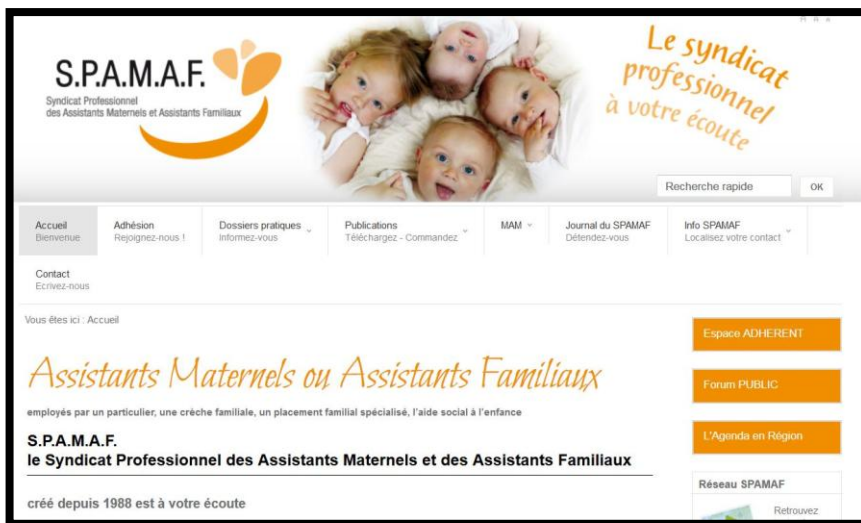 A A A
S.P.A.M.A.F.
Syndicat Professionnel
des Assistants Maternels et Assistants Familiaux
Le syndicat
professionnel
à votre écoute
Recherche rapide OK
Accueil
Bienvenue
Adhésion
Rejoignez-nous !
Dossiers pratiques
Informez-vous
Publications
Téléchargez - Commandez
MAM
Journal du SPAMAF
Détendez-vous
Info SPAMAF
Localisez votre contact
Contact
Ecrivez-nous
Vous êtes ici : Accueil
Assistants Maternels ou Assistants Familiaux
employés par un particulier, une crèche familiale, un placement familial spécialisé, l'aide social à l'enfance
S.P.A.M.A.F.
le Syndicat Professionnel des Assistants Maternels et des Assistants Familiaux
créé depuis 1988 est à votre écoute
Espace ADHERENT
Forum PUBLIC
L'Agenda en Région
Réseau SPAMAF
Retrouvez